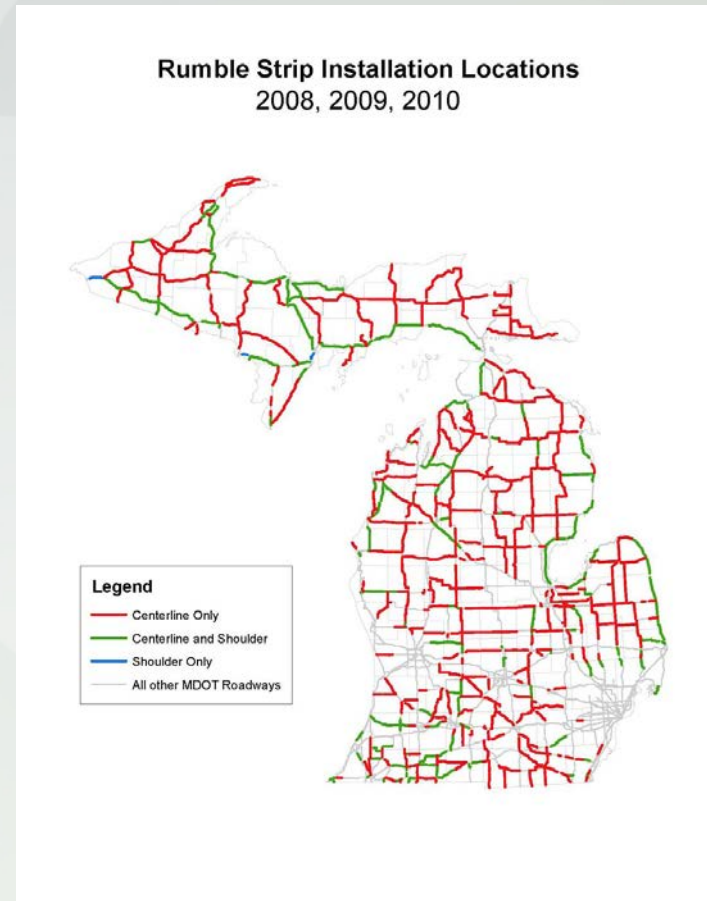 Rumble Strip Installation Locations
2008, 2009, 2010
Legend
Centerline Only
Centerline and Shoulder
Shoulder Only
All other MDOT Roadways